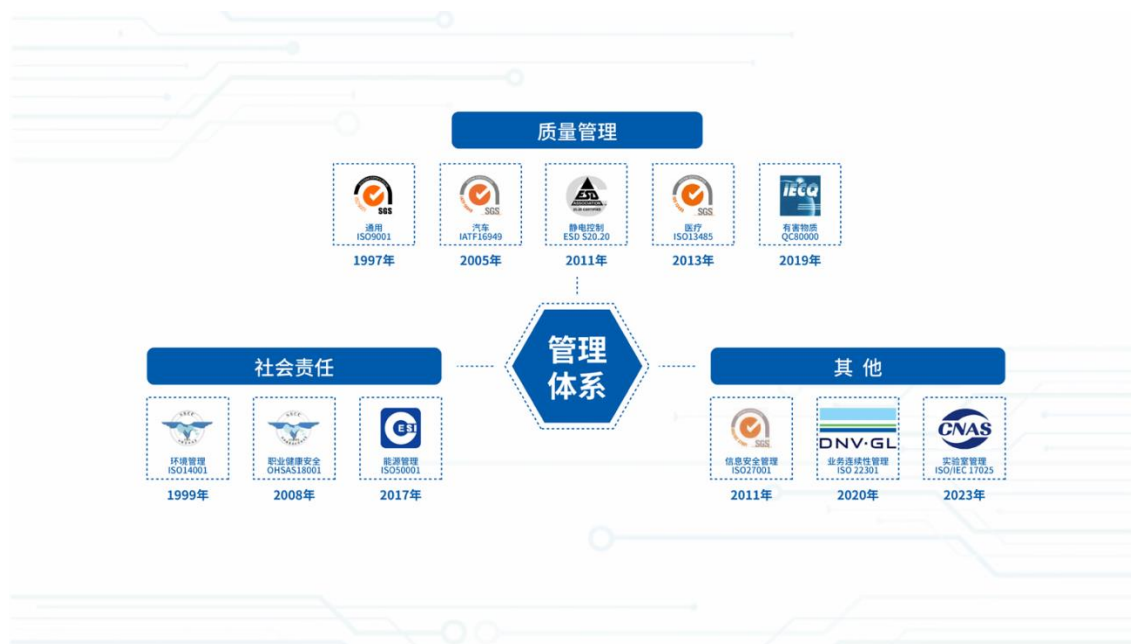 质量管理
SGS
SGS
ESD
ASSOCIATION
SGS
IECQ
通用
ISO9001
汽车
IATF16949
静电控制
ESD S20.20
医疗
ISO13485
有害物质
QC80000
1997年
2005年
2011年
2013年
2019年
管理
体系
社会责任
其 他
CESI
SGS
DNV·GL
CNAS
环境管理
ISO14001
职业健康安全
OHSAS18001
能源管理
ISO50001
信息安全管理
ISO27001
业务连续性管理
ISO 22301
实验室管理
ISO/IEC 17025
1999年
2008年
2017年
2011年
2020年
2023年